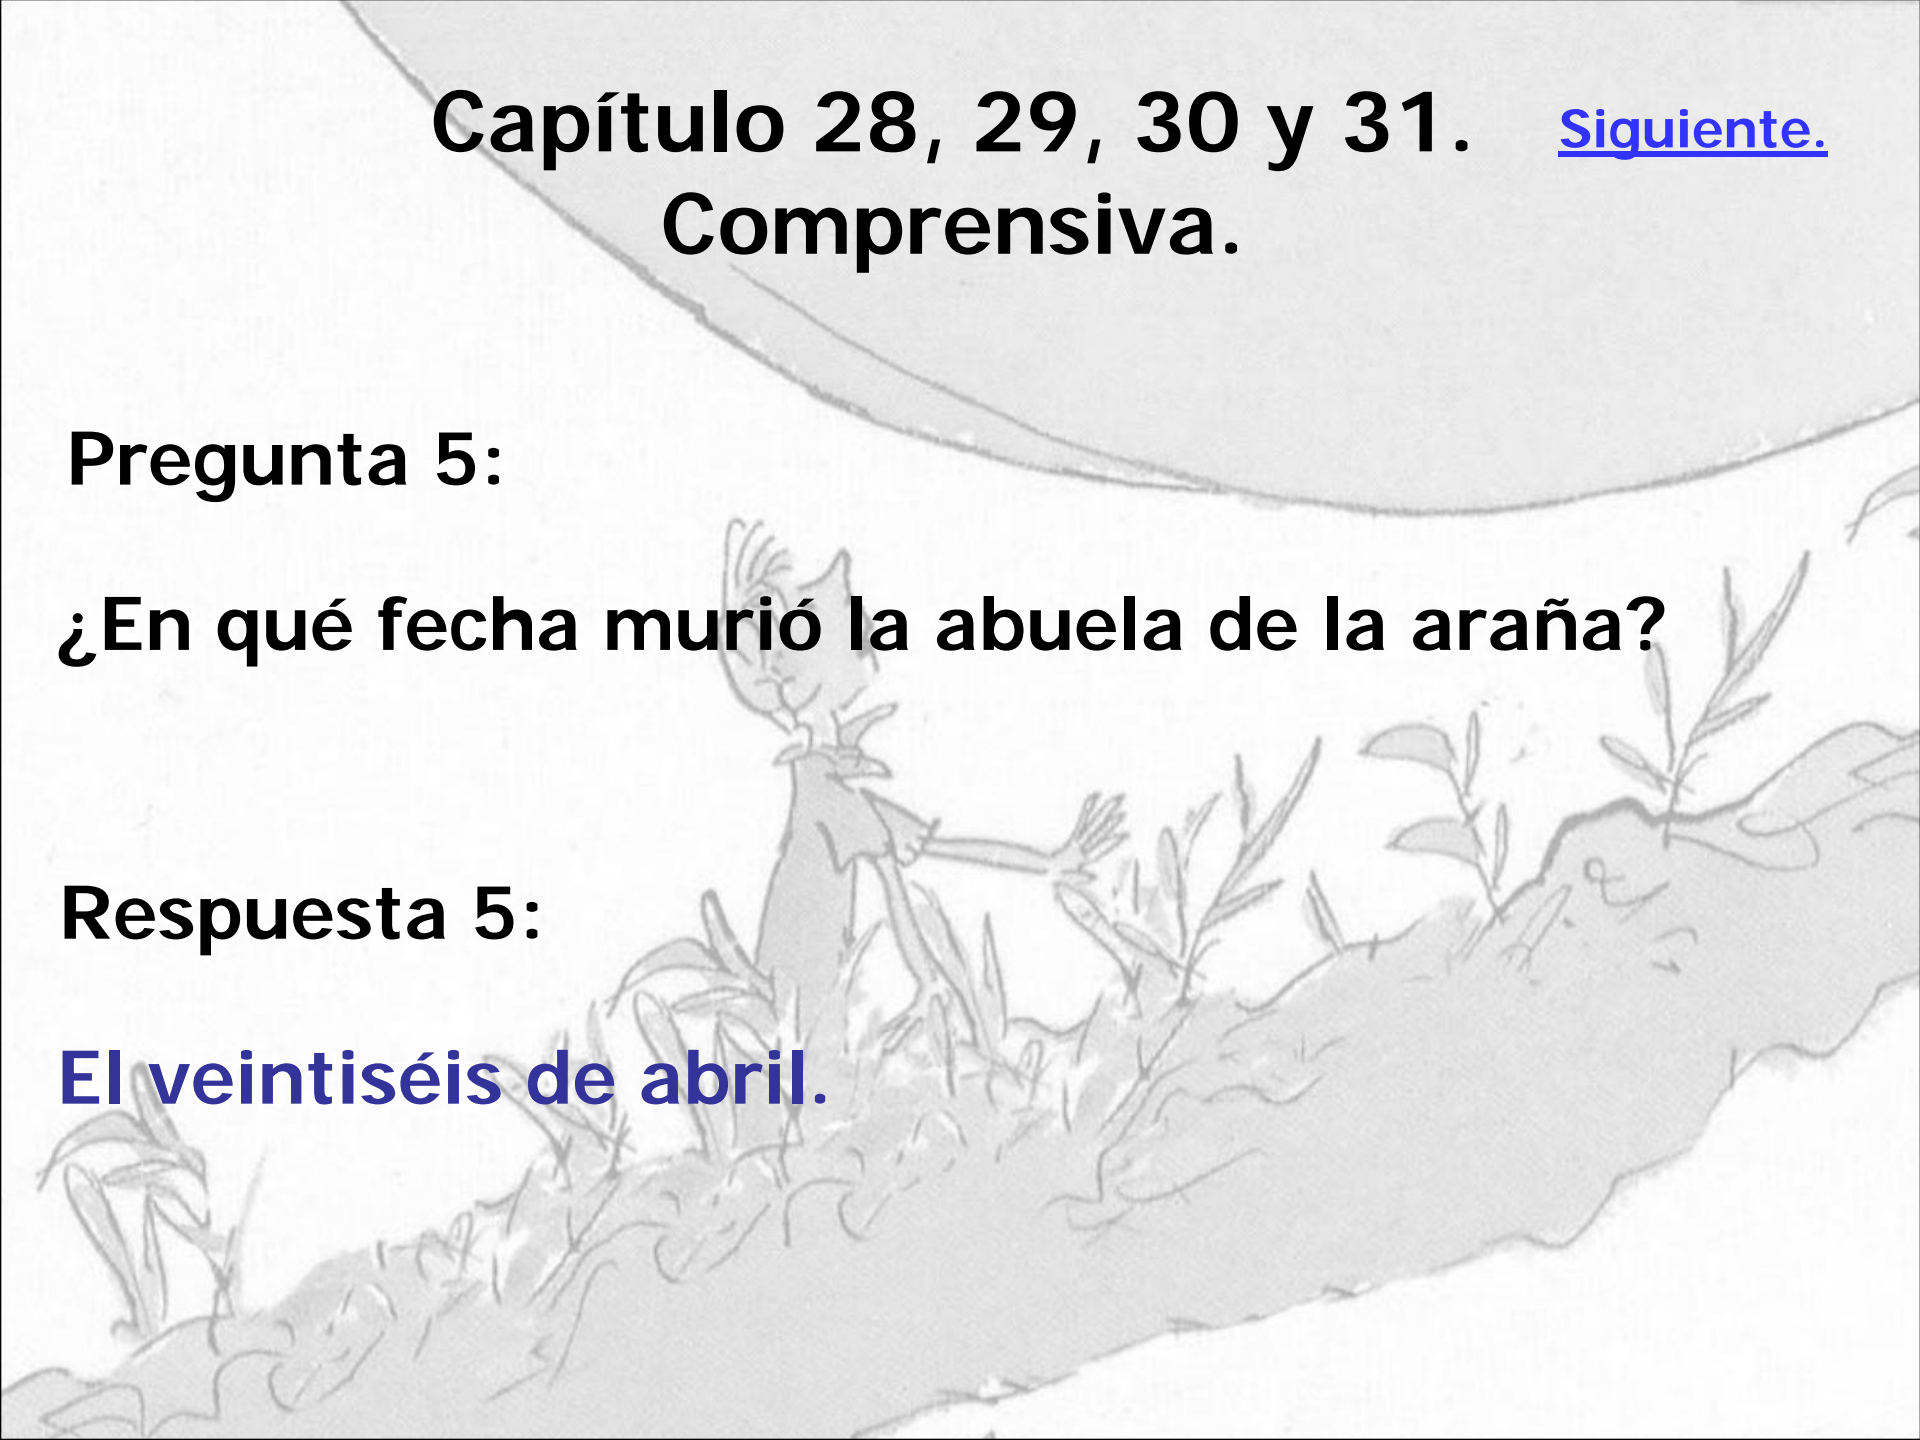 Capítulo 28, 29, 30 y 31. Siguiente.
Comprensiva.
Pregunta 5:
¿En qué fecha murió la abuela de la araña?
Respuesta 5:
El veintiséis de abril.